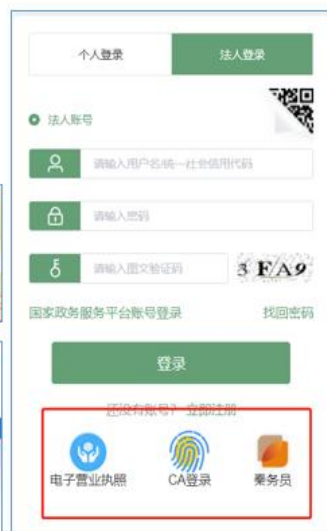 个人登录 法人登录
法人账号
请输入用户名/统一社会信用代码
请输入密码
请输入图文验证码 3 FA9
国家政务服务平台账号登录 找回密码
登录
还没有账号? 立即注册
电子营业执照 CA登录 秦务员